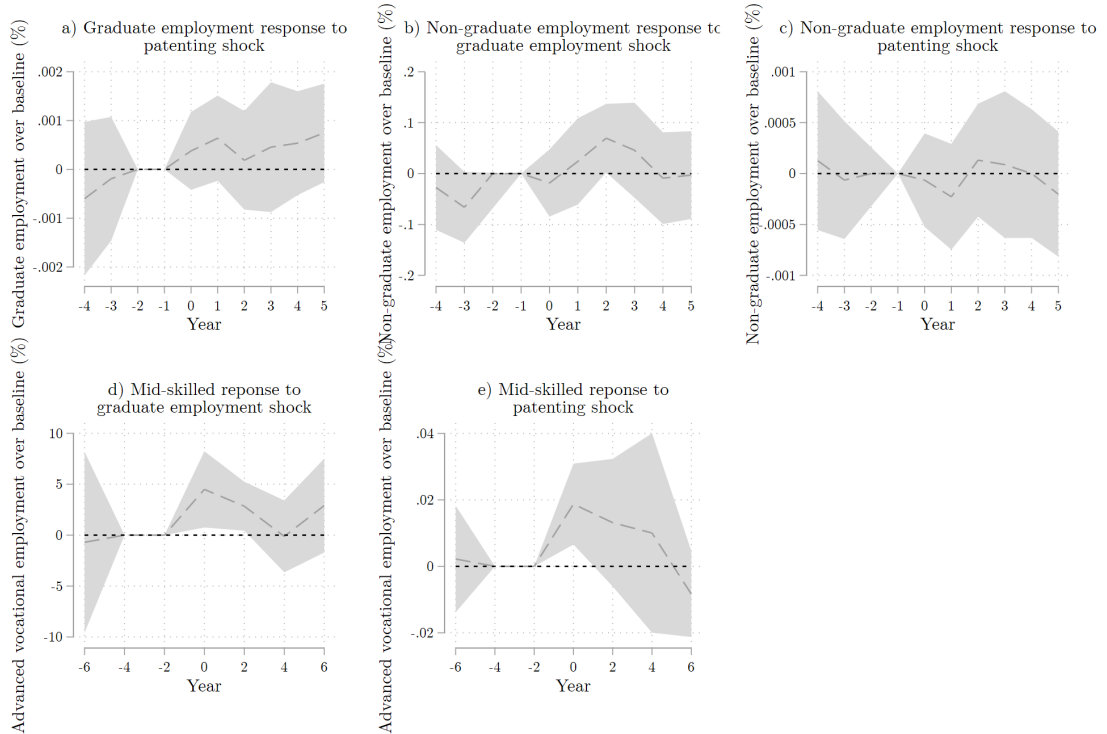 a) Graduate employment response to
patenting shock
Graduate employment over baseline (%)
.002
.001
0
-.001
-.002
-4 -3 -2 -1 0 1 2 3 4 5
Year
b) Non-graduate employment response to
graduate employment shock
Non-graduate employment over baseline (%)
.2
.1
0
-.1
-.2
-4 -3 -2 -1 0 1 2 3 4 5
Year
c) Non-graduate employment response to
patenting shock
Non-graduate employment over baseline (%)
.001
.0005
0
-.0005
-.001
-4 -3 -2 -1 0 1 2 3 4 5
Year
d) Mid-skilled reponse to
graduate employment shock
Advanced vocational employment over baseline (%)
10
5
0
-5
-10
-6 -4 -2 0 2 4 6
Year
e) Mid-skilled reponse to
patenting shock
Advanced vocational employment over baseline (%)
.04
.02
0
-.02
-6 -4 -2 0 2 4 6
Year